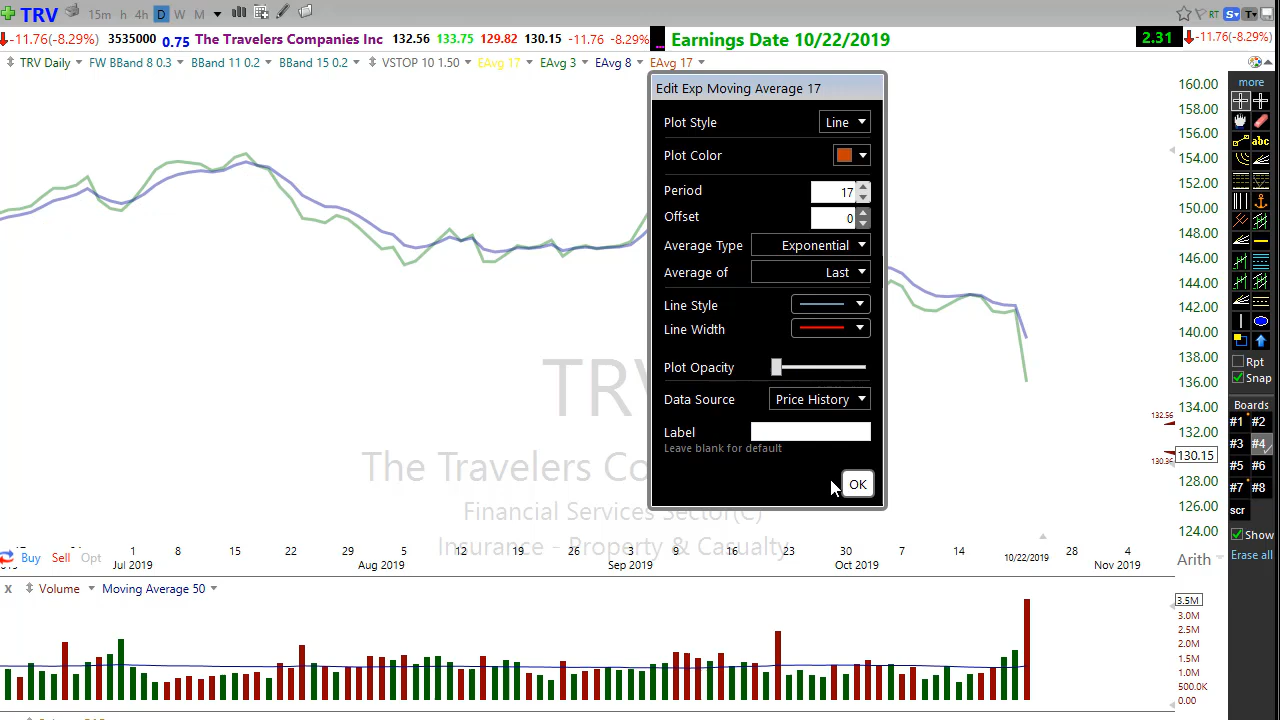 TRV 15m h 4h D W M RT S T
-11.76(-8.29%) 3535000 0.75 The Travelers Companies Inc 132.56 133.75 129.82 130.15 -11.76 -8.29% ... Earnings Date 10/22/2019 2.31 -11.76(-8.29%)
TRV Daily FW BBand 8 0.3 BBand 11 0.2 BBand 15 0.2 VSTOP 10 1.50 EAvg 17 EAvg 3 EAvg 8 EAvg 17
Edit Exp Moving Average 17
Plot Style Line
Plot Color
Period 17
Offset 0
Average Type Exponential
Average of Last
Line Style
Line Width
Plot Opacity
Data Source Price History
Label
Leave blank for default
OK
TRV
The Travelers Co
Financial Services Sector(C)
Insurance - Property & Casualty
160.00
158.00
156.00
154.00
152.00
150.00
148.00
146.00
144.00
142.00
140.00
138.00
136.00
134.00
132.56
132.00
130.15
130.36
128.00
126.00
124.00
more
abc
Rpt
Snap
Boards
#1 #2
#3 #4
#5 #6
#7 #8
scr
Show
Erase all
Buy Sell Opt
1 8 15 22 29 5 12 19 26 3 9 16 23 30 7 14 10/22/2019 28 4
Jul 2019 Aug 2019 Sep 2019 Oct 2019 Nov 2019
Arith
X Volume Moving Average 50
3.5M
3.0M
2.5M
2.0M
1.5M
1.0M
500.0K
0.00